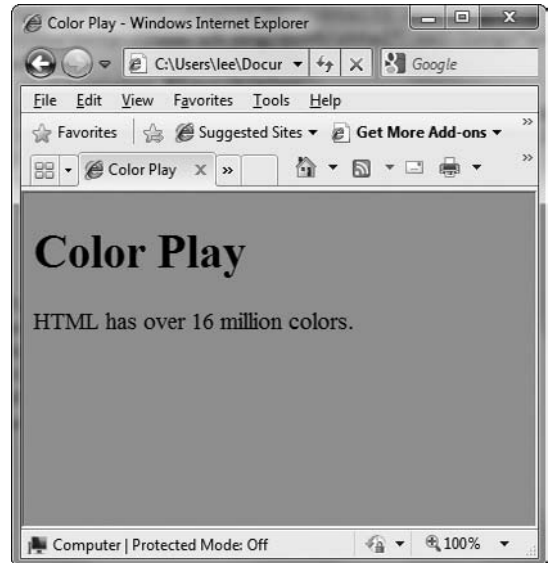 Color Play - Windows Internet Explorer
C:\Users\lee\Docur
Google
File Edit View Favorites Tools Help
Favorites Suggested Sites Get More Add-ons »
Color Play X » »
Color Play
HTML has over 16 million colors.
Computer | Protected Mode: Off 100%